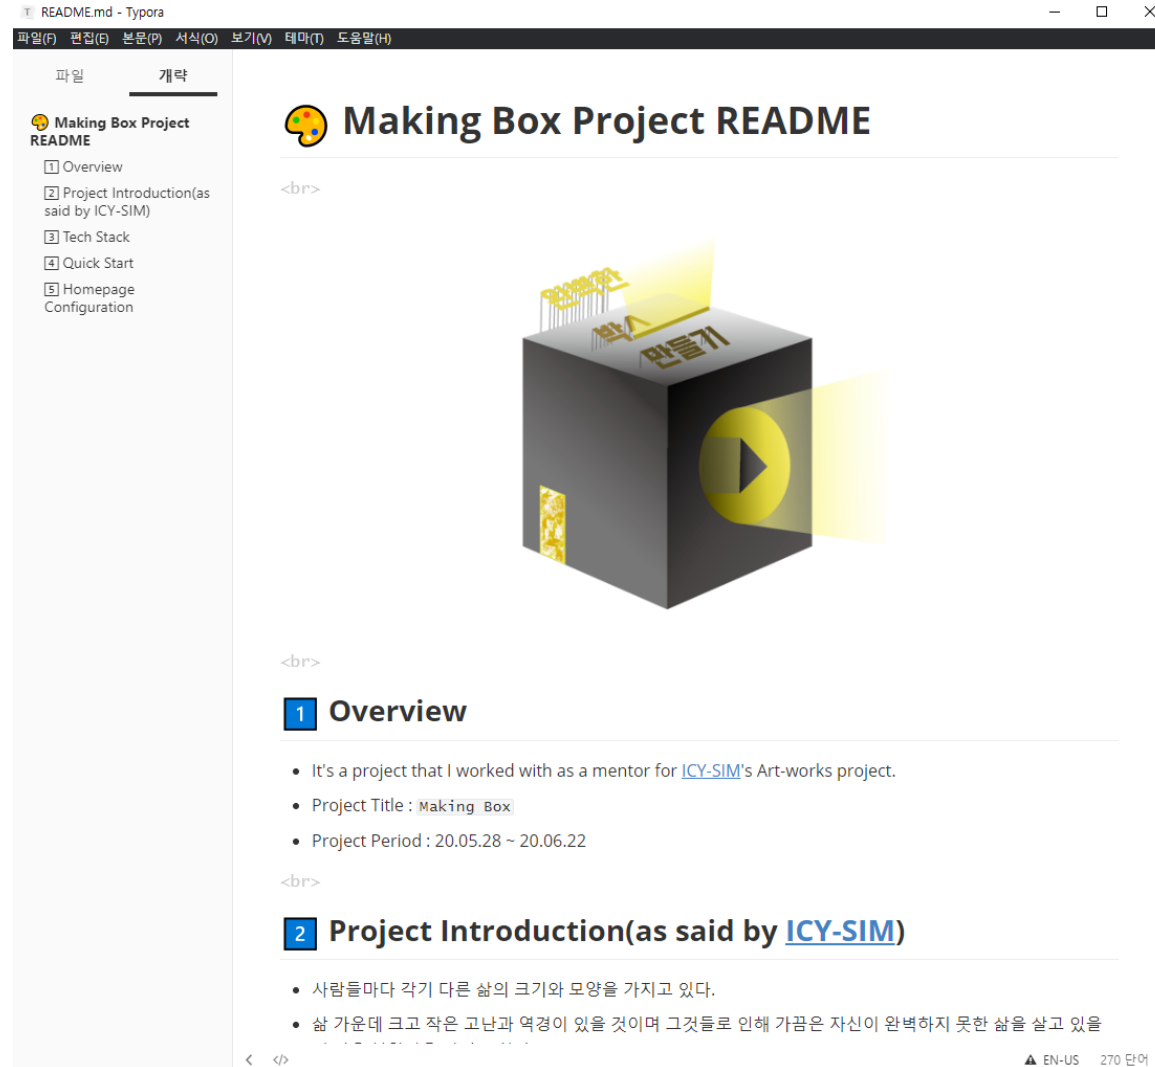 T README.md - Typora
파일(F) 편집(E) 본문(P) 서식(O) 보기(V) 테마(T) 도움말(H)
파일 개략
Making Box Project
README
1 Overview
2 Project Introduction(as
said by ICY-SIM)
3 Tech Stack
4 Quick Start
5 Homepage
Configuration
Making Box Project README
<br>
완벽한
박스
만들기
<br>
1 Overview
It's a project that I worked with as a mentor for ICY-SIM's Art-works project.
Project Title : Making Box
Project Period : 20.05.28 ~ 20.06.22
<br>
2 Project Introduction(as said by ICY-SIM)
사람들마다 각기 다른 삶의 크기와 모양을 가지고 있다.
삶 가운데 크고 작은 고난과 역경이 있을 것이며 그것들로 인해 가끔은 자신이 완벽하지 못한 삶을 살고 있을
</> EN-US 270 단어